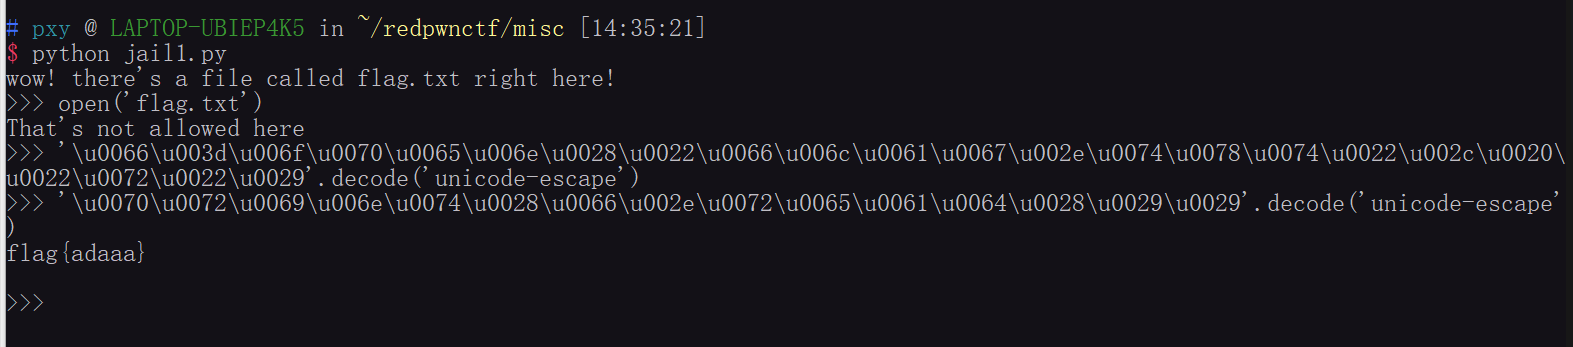 # pxy @ LAPTOP-UBIEP4K5 in ~/redpwnctf/misc [14:35:21]
$ python jail1.py
wow! there's a file called flag.txt right here!
>>> open('flag.txt')
That's not allowed here
>>> '\u0066\u003d\u006f\u0070\u0065\u006e\u0028\u0022\u0066\u006c\u0061\u0067\u002e\u0074\u0078\u0074\u0022\u002c\u0020\
u0022\u0072\u0022\u0029'.decode('unicode-escape')
>>> '\u0070\u0072\u0069\u006e\u0074\u0028\u0066\u002e\u0072\u0065\u0061\u0064\u0028\u0029\u0029'.decode('unicode-escape'
)
flag{adaaa}
>>>